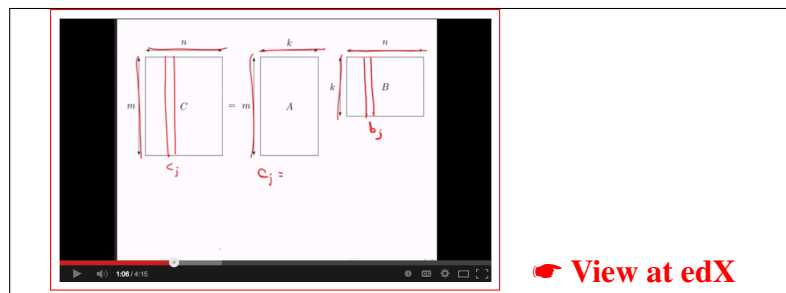 n k n
m C = m A k B
b_j
c_j c_j =
1:06 / 4:15
☛ View at edX